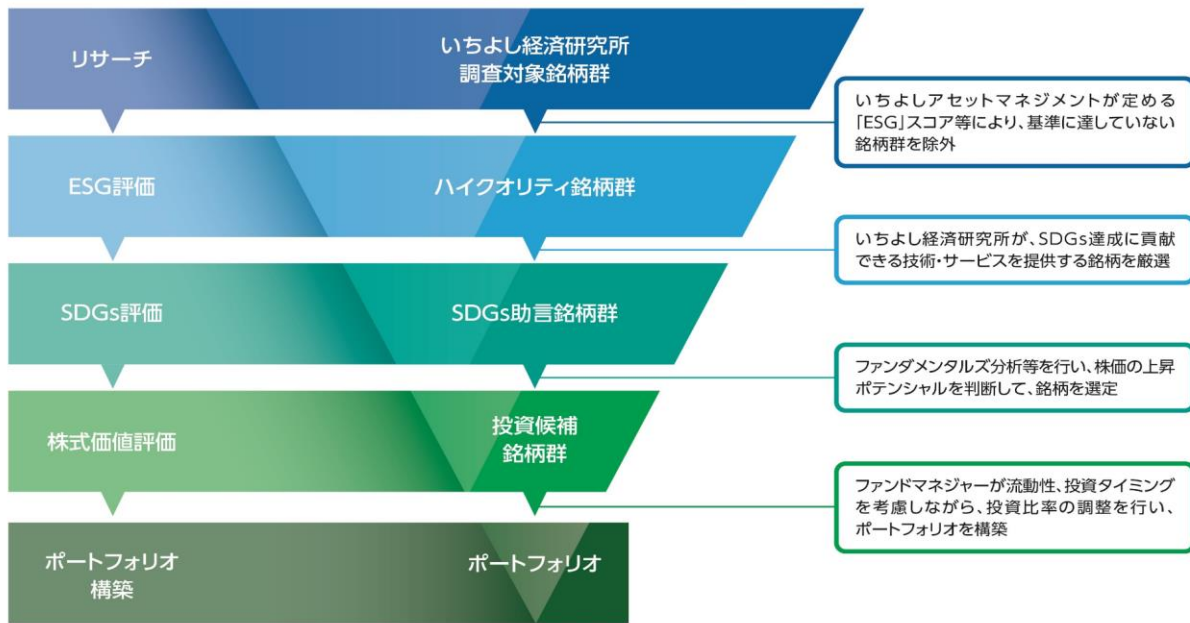 リサーチ
いちよし経済研究所
調査対象銘柄群
いちよしアセットマネジメントが定める
「ESG」スコア等により、基準に達していない
銘柄群を除外
ESG評価
ハイクオリティ銘柄群
いちよし経済研究所が、SDGs達成に貢献
できる技術・サービスを提供する銘柄を厳選
SDGs評価
SDGs助言銘柄群
ファンダメンタルズ分析等を行い、株価の上昇
ポテンシャルを判断して、銘柄を選定
株式価値評価
投資候補
銘柄群
ファンドマネジャーが流動性、投資タイミング
を考慮しながら、投資比率の調整を行い、
ポートフォリオを構築
ポートフォリオ
構築
ポートフォリオ